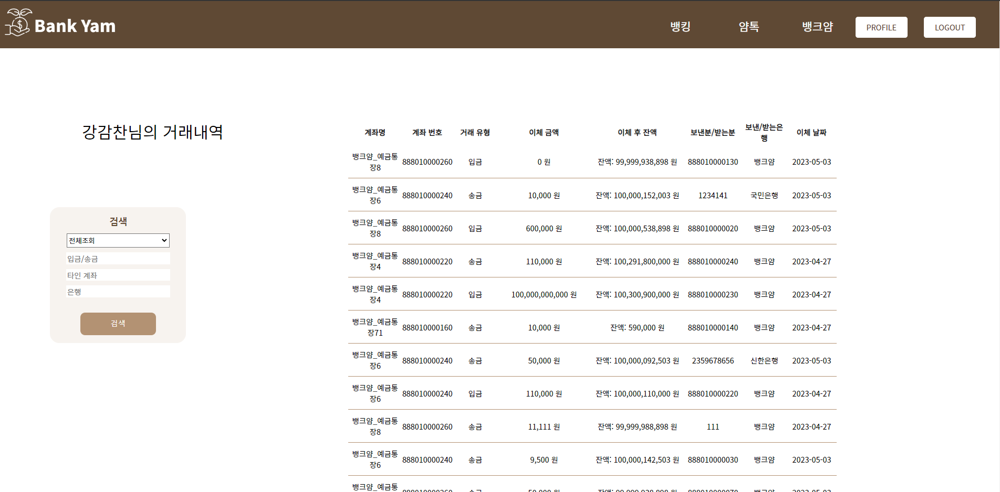 Bank Yam
뱅킹 얌톡 뱅크얌 PROFILE LOGOUT
강감찬님의 거래내역
검색
전체조회
입금/송금
타인 계좌
은행
검색
계좌명 계좌 번호 거래 유형 이체 금액 이체 후 잔액 보낸분/받는분 보낸/받는은행 이체 날짜
뱅크얌_예금통장8 888010000260 입금 0 원 잔액: 99,999,938,898 원 888010000130 뱅크얌 2023-05-03
뱅크얌_예금통장6 888010000240 송금 10,000 원 잔액: 100,000,152,003 원 1234141 국민은행 2023-05-03
뱅크얌_예금통장8 888010000260 입금 600,000 원 잔액: 100,000,538,898 원 888010000020 뱅크얌 2023-05-03
뱅크얌_예금통장4 888010000220 송금 110,000 원 잔액: 100,291,800,000 원 888010000240 뱅크얌 2023-04-27
뱅크얌_예금통장4 888010000220 입금 100,000,000,000 원 잔액: 100,300,900,000 원 888010000230 뱅크얌 2023-04-27
뱅크얌_예금통장71 888010000160 송금 10,000 원 잔액: 590,000 원 888010000140 뱅크얌 2023-04-27
뱅크얌_예금통장6 888010000240 송금 50,000 원 잔액: 100,000,092,503 원 2359678656 신한은행 2023-05-03
뱅크얌_예금통장6 888010000240 입금 110,000 원 잔액: 100,000,110,000 원 888010000220 뱅크얌 2023-04-27
뱅크얌_예금통장8 888010000260 송금 11,111 원 잔액: 99,999,988,898 원 111 뱅크얌 2023-04-27
뱅크얌_예금통장6 888010000240 송금 9,500 원 잔액: 100,000,142,503 원 888010000030 뱅크얌 2023-05-03
뱅크얌_예금통